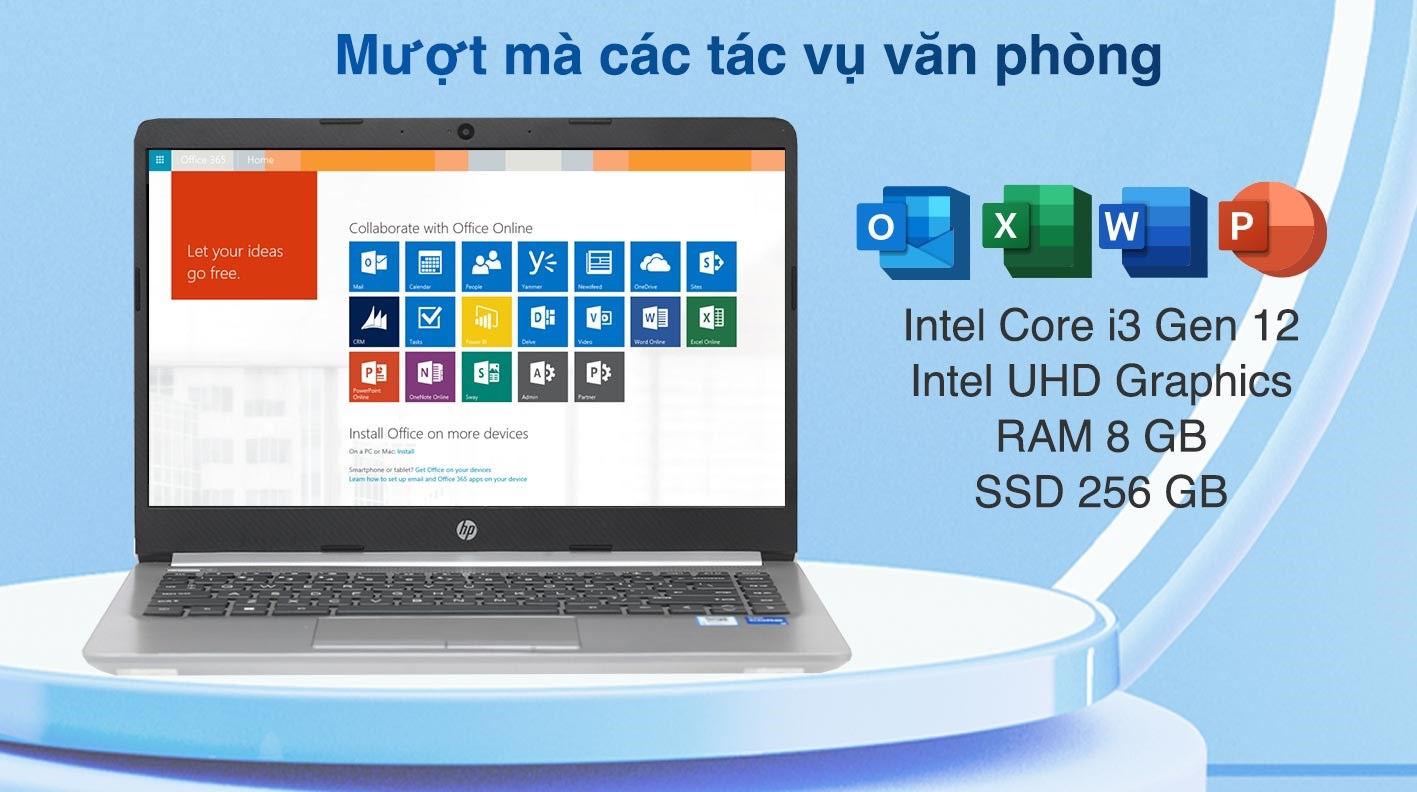 Mượt mà các tác vụ văn phòng
Office 365 Home
Let your ideas
go free.
Collaborate with Office Online
Mail Calendar People Yammer Newsfeed OneDrive Sites
CRM Tasks Power BI Delve Video Word Online Excel Online
PowerPoint Online OneNote Online Sway Admin Partner
Install Office on more devices
On a PC or Mac: Install
Smartphone or tablet? Get Office on your devices
Learn how to set up email and Office 365 apps on your device
hp
O X W P
Intel Core i3 Gen 12
Intel UHD Graphics
RAM 8 GB
SSD 256 GB